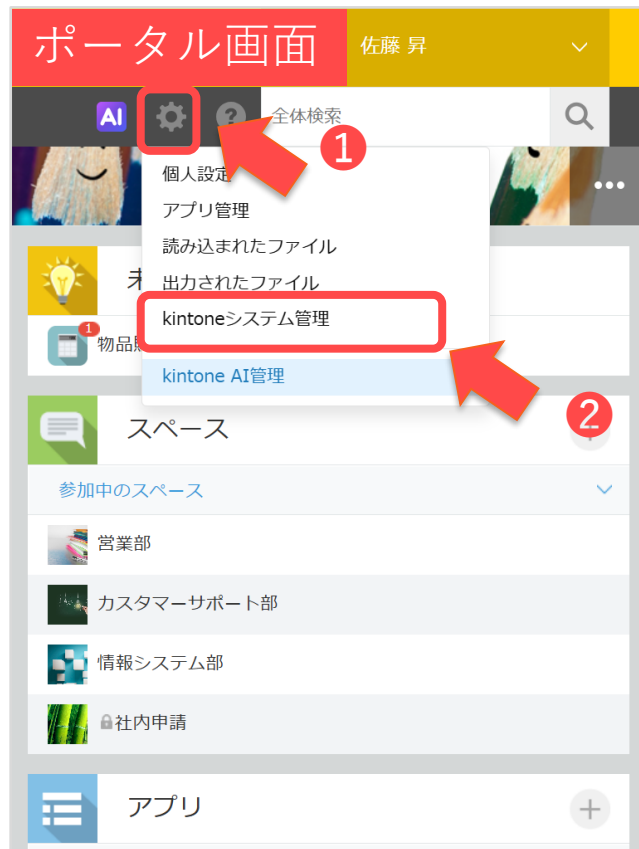 ポータル画面
佐藤 昇
AI
?
全体検索
1
個人設定
アプリ管理
読み込まれたファイル
出力されたファイル
kintoneシステム管理
1
物品
kintone AI管理
2
スペース
参加中のスペース
営業部
カスタマーサポート部
情報システム部
社内申請
アプリ